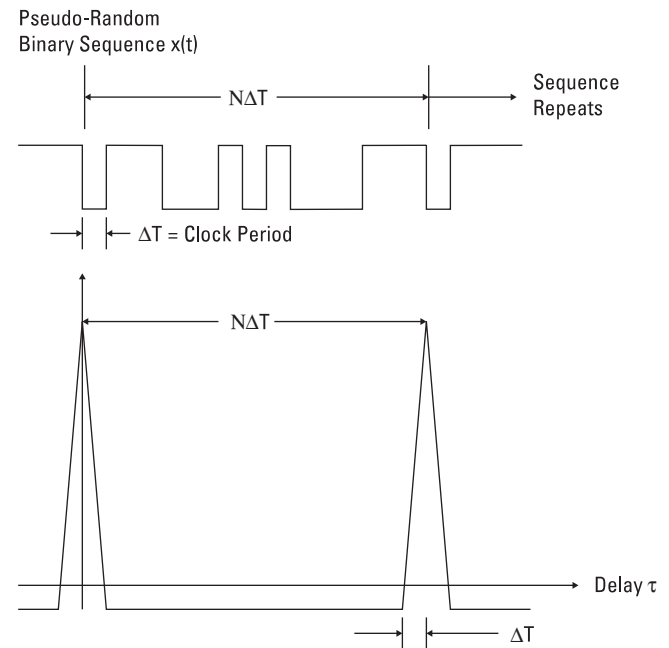 Pseudo-Random
Binary Sequence x(t)
NΔT
Sequence
Repeats
ΔT = Clock Period
NΔT
Delay τ
ΔT